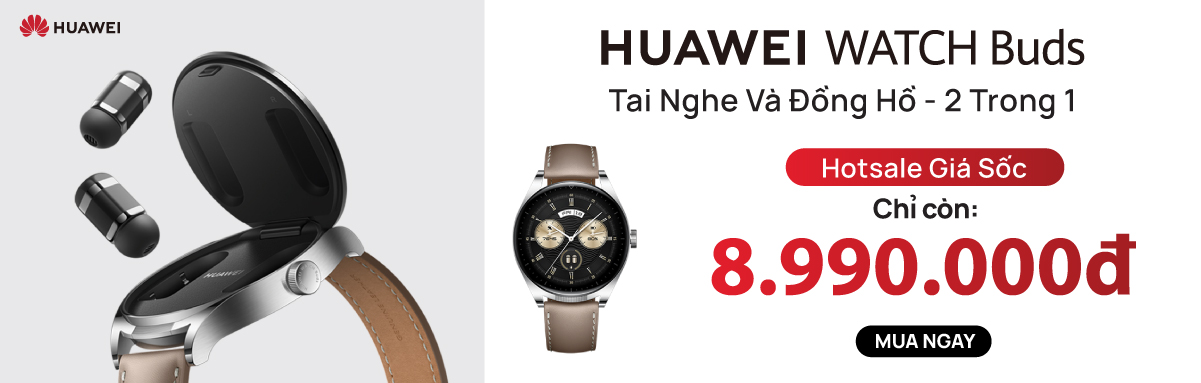 HUAWEI
HUAWEI
HUAWEI WATCH Buds
Tai Nghe Và Đồng Hồ - 2 Trong 1
Hotsale Giá Sốc
Chỉ còn:
8.990.000đ
MUA NGAY